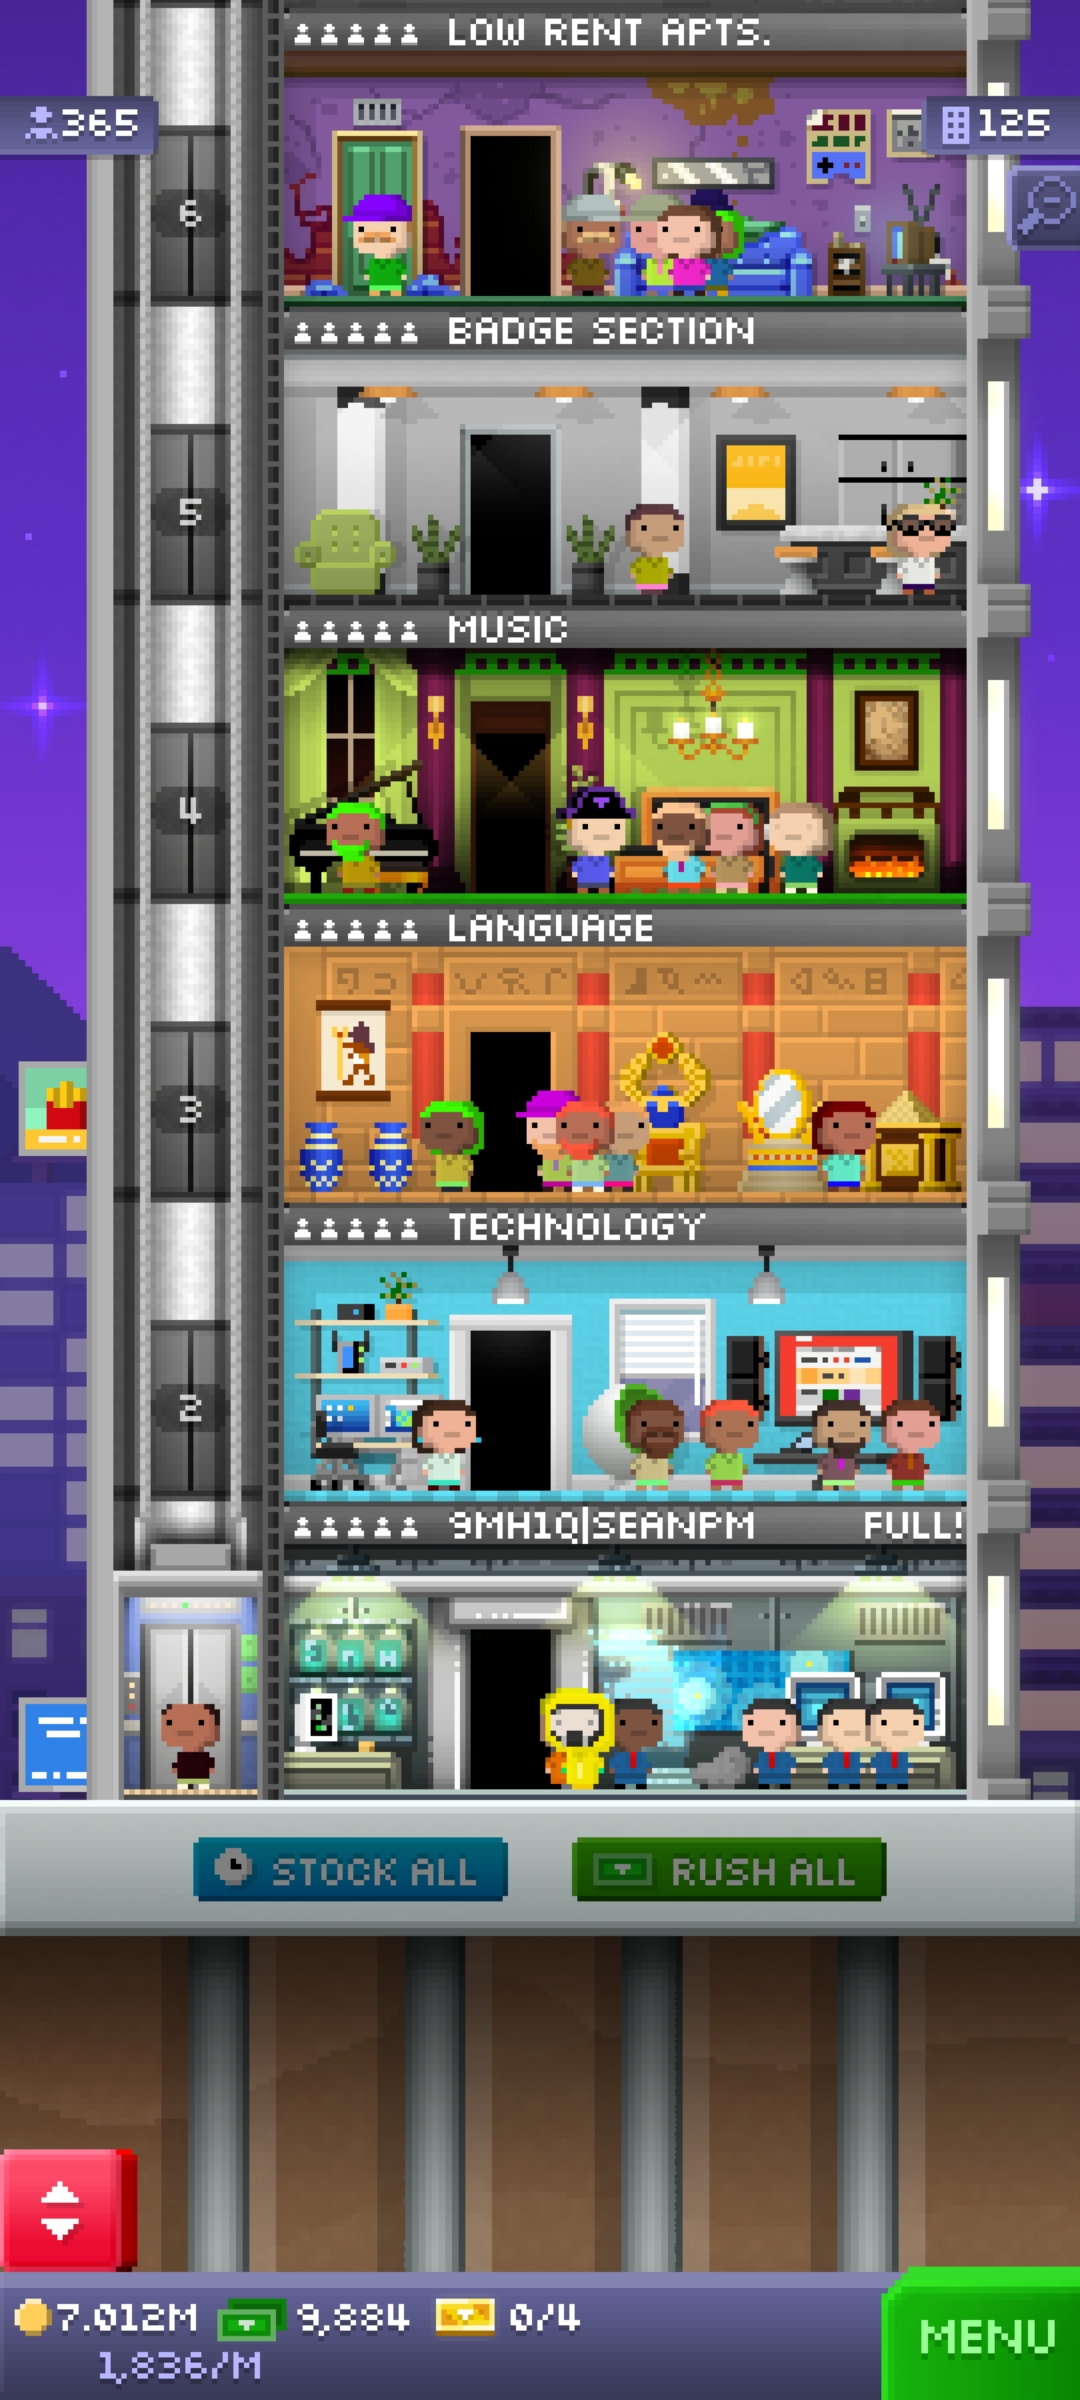 LOW RENT APTS.
365
125
6
BADGE SECTION
5
MUSIC
4
LANGUAGE
3
TECHNOLOGY
2
9MH1Q|SEANPM FULL!
STOCK ALL
RUSH ALL
7.012M 9,884 0/4
1,836/M
MENU